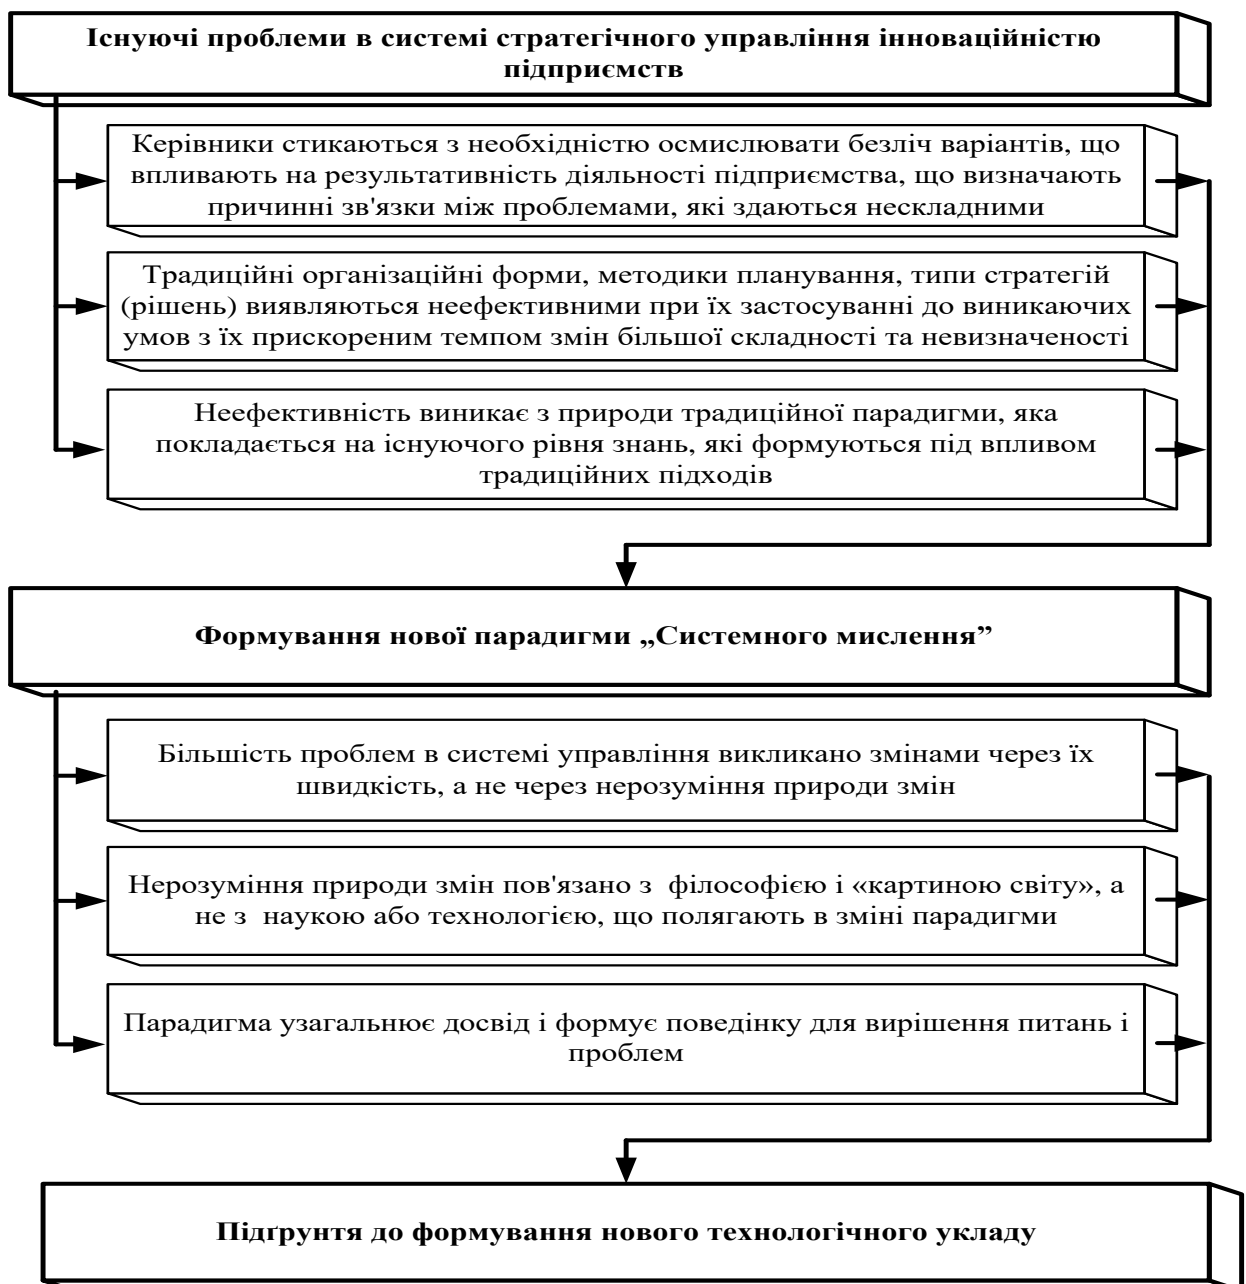 Існуючі проблеми в системі стратегічного управління інноваційністю
підприємств
Керівники стикаються з необхідністю осмислювати безліч варіантів, що
впливають на результативність діяльності підприємства, що визначають
причинні зв'язки між проблемами, які здаються нескладними
Традиційні організаційні форми, методики планування, типи стратегій
(рішень) виявляються неефективними при їх застосуванні до виникаючих
умов з їх прискореним темпом змін більшої складності та невизначеності
Неефективність виникає з природи традиційної парадигми, яка
покладається на існуючого рівня знань, які формуються під впливом
традиційних підходів
Формування нової парадигми „Системного мислення”
Більшість проблем в системі управління викликано змінами через їх
швидкість, а не через нерозуміння природи змін
Нерозуміння природи змін пов'язано з філософією і «картиною світу», а
не з наукою або технологією, що полягають в зміні парадигми
Парадигма узагальнює досвід і формує поведінку для вирішення питань і
проблем
Підґрунтя до формування нового технологічного укладу